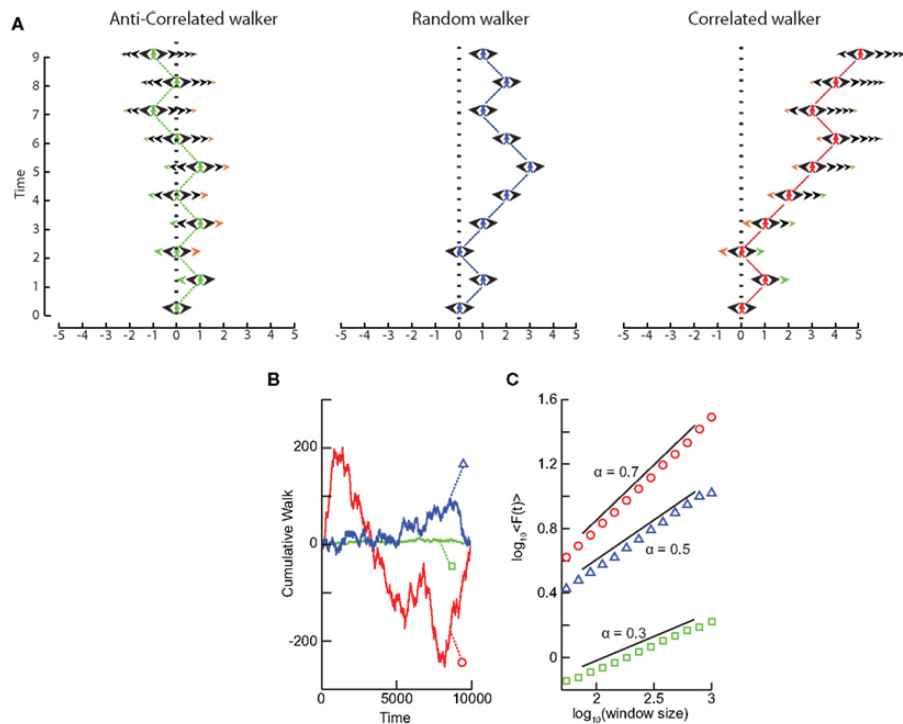 A
Anti-Correlated walker
Random walker
Correlated walker
Time
9
8
7
6
5
4
3
2
1
0
-5 -4 -3 -2 -1 0 1 2 3 4 5
-5 -4 -3 -2 -1 0 1 2 3 4 5
-5 -4 -3 -2 -1 0 1 2 3 4 5
B
Cumulative Walk
200
0
-200
0 5000 10000
Time
C
log10<F(t)>
1.6
1.2
0.8
0.4
0
α = 0.7
α = 0.5
α = 0.3
2 2.5 3
log10(window size)